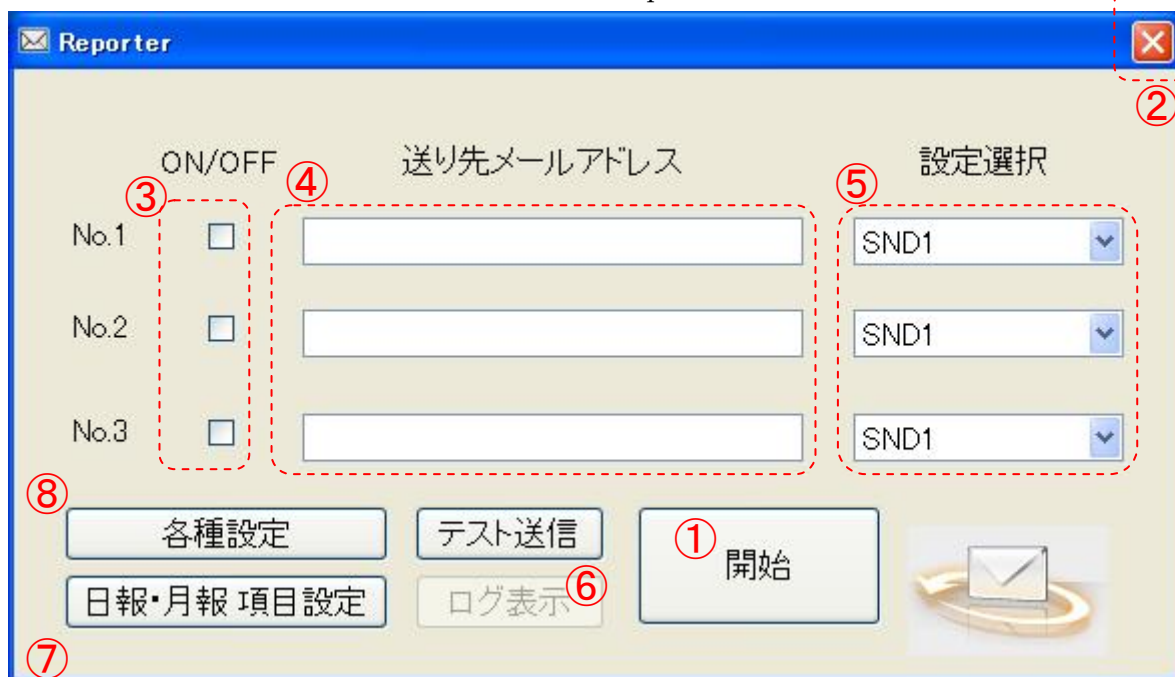 Reporter
②
ON/OFF 送り先メールアドレス 設定選択
③ ④ ⑤
No.1 SND1
No.2 SND1
No.3 SND1
⑧
各種設定 テスト送信 ① 開始
日報・月報 項目設定 ログ表示 ⑥
⑦